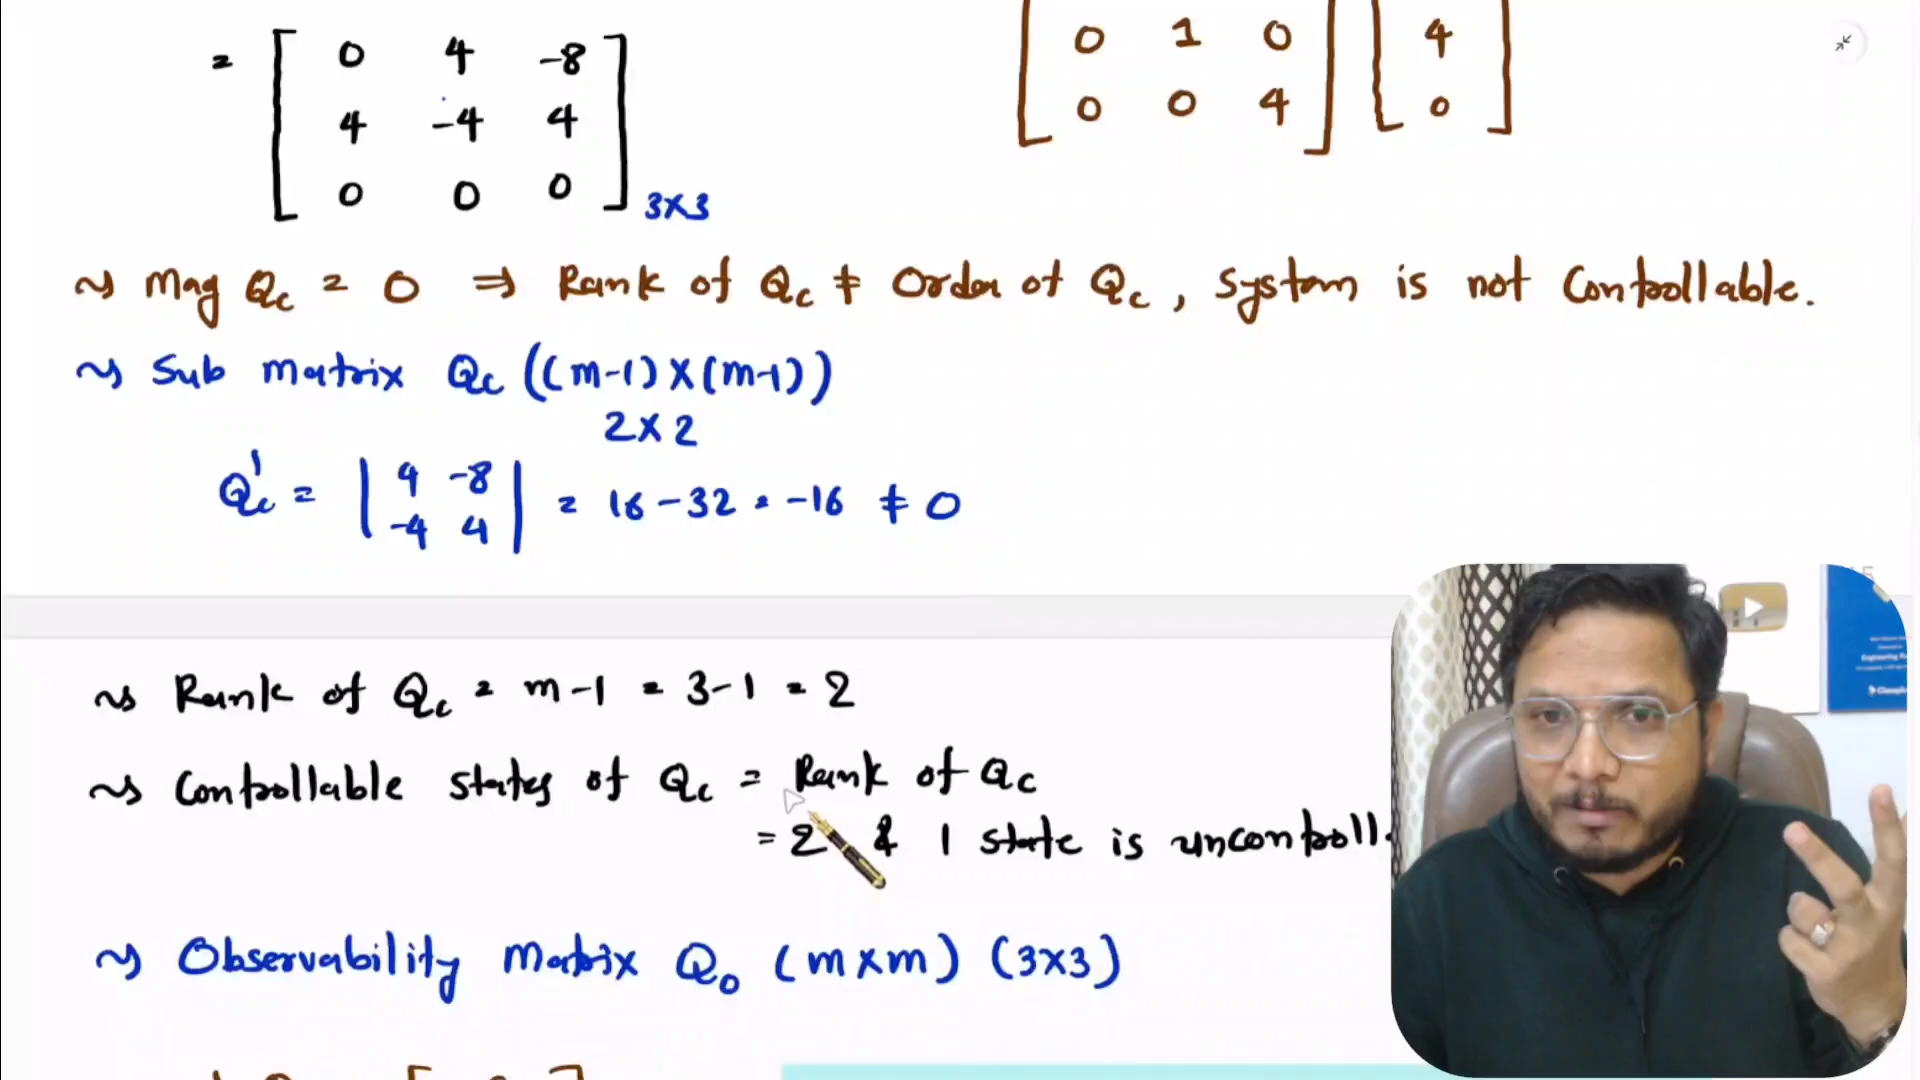 = [ 0 4 -8
4 -4 4
0 0 0 ] 3x3
[ 0 1 0
0 0 4 ] [ 4
0 ]
~> Mag Qc = 0 => Rank of Qc ≠ Order of Qc, system is not Controllable.
~> Sub matrix Qc ((m-1)X(m-1))
2x2
Qc' = | 4 -8
-4 4 | = 16-32 = -16 ≠ 0
~> Rank of Qc = m-1 = 3-1 = 2
~> Controllable states of Qc = Rank of Qc
= 2 & 1 state is uncontroll
~> Observability Matrix Qo (mxm) (3x3)